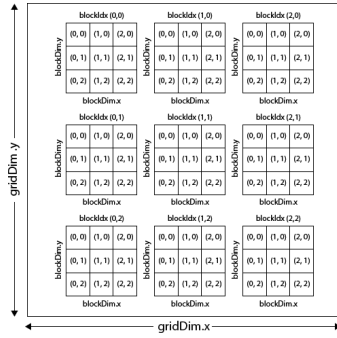 blockIdx (0,0) blockIdx (1,0) blockIdx (2,0)
blockDim.y (0, 0) (1, 0) (2, 0) blockDim.y (0, 0) (1, 0) (2, 0) blockDim.y (0, 0) (1, 0) (2, 0)
(0, 1) (1, 1) (2, 1) (0, 1) (1, 1) (2, 1) (0, 1) (1, 1) (2, 1)
(0, 2) (1, 2) (2, 2) (0, 2) (1, 2) (2, 2) (0, 2) (1, 2) (2, 2)
blockDim.x blockDim.x blockDim.x
blockIdx (0,1) blockIdx (1,1) blockIdx (2,1)
gridDim .y
blockDim.y (0, 0) (1, 0) (2, 0) blockDim.y (0, 0) (1, 0) (2, 0) blockDim.y (0, 0) (1, 0) (2, 0)
(0, 1) (1, 1) (2, 1) (0, 1) (1, 1) (2, 1) (0, 1) (1, 1) (2, 1)
(0, 2) (1, 2) (2, 2) (0, 2) (1, 2) (2, 2) (0, 2) (1, 2) (2, 2)
blockDim.x blockDim.x blockDim.x
blockIdx (0,2) blockIdx (1,2) blockIdx (2,2)
blockDim.y (0, 0) (1, 0) (2, 0) blockDim.y (0, 0) (1, 0) (2, 0) blockDim.y (0, 0) (1, 0) (2, 0)
(0, 1) (1, 1) (2, 1) (0, 1) (1, 1) (2, 1) (0, 1) (1, 1) (2, 1)
(0, 2) (1, 2) (2, 2) (0, 2) (1, 2) (2, 2) (0, 2) (1, 2) (2, 2)
blockDim.x blockDim.x blockDim.x
gridDim.x